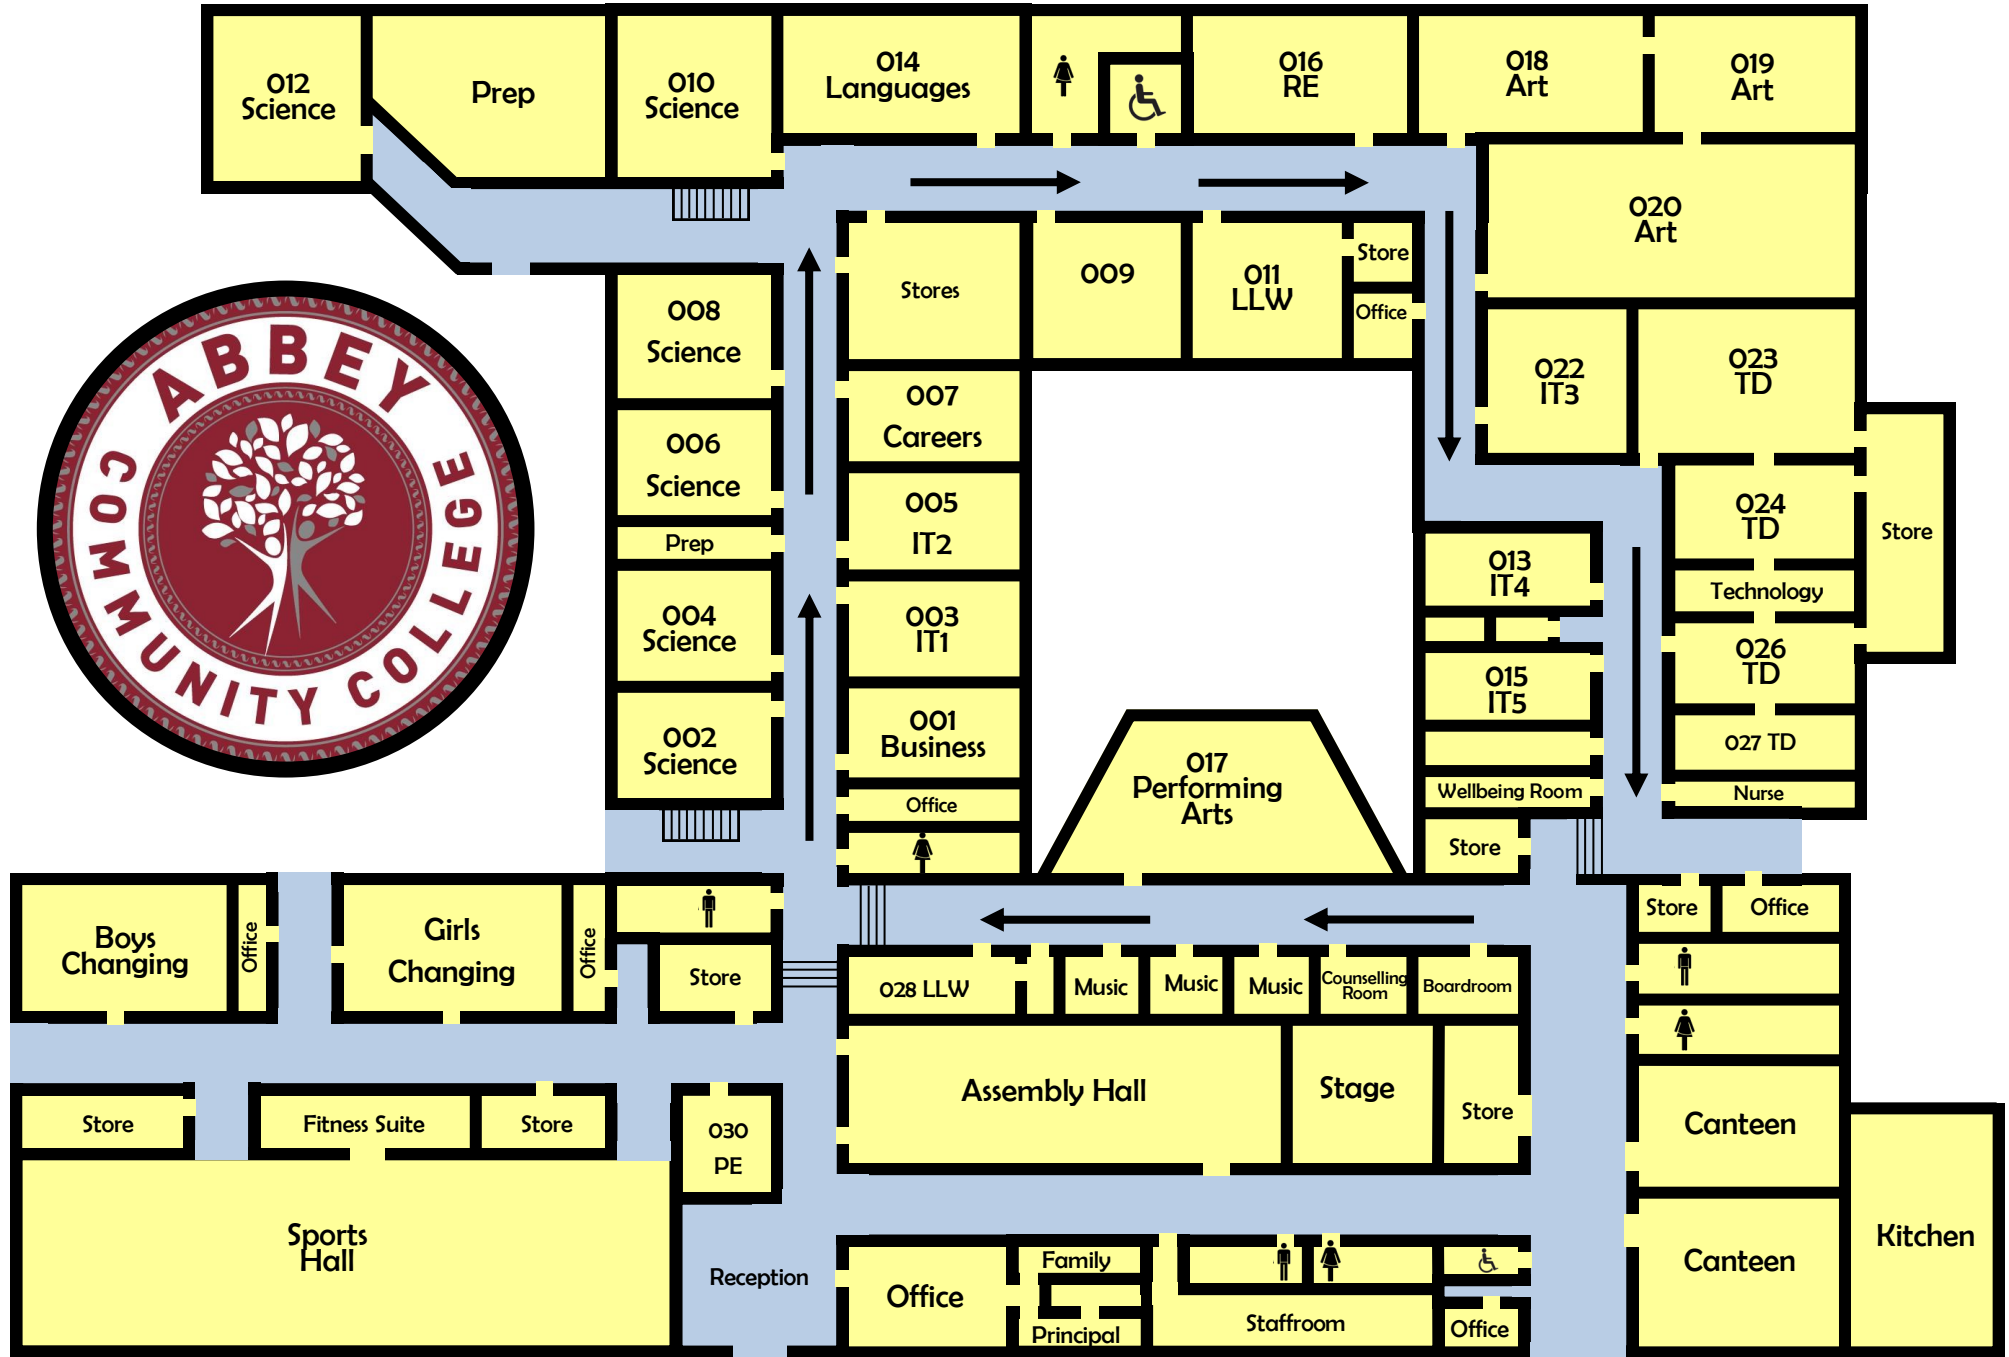 012
Science
Prep
010
Science
014
Languages
016
RE
018
Art
019
Art
020
Art
Stores
009
011
LLW
Store
Office
008
Science
007
Careers
022
IT3
023
TD
006
Science
005
IT2
Prep
024
TD
Store
013
IT4
Technology
004
Science
003
IT1
026
TD
015
IT5
002
Science
001
Business
027 TD
017
Performing
Arts
Office
Wellbeing Room
Nurse
Store
ABBEY
COMMUNITY COLLEGE
Boys
Changing
Office
Girls
Changing
Office
Store
Store
Office
028 LLW
Music
Music
Music
Counselling
Room
Boardroom
Assembly Hall
Stage
Store
Canteen
Store
Fitness Suite
Store
030
PE
Sports
Hall
Reception
Office
Family
Principal
Staffroom
Office
Canteen
Kitchen